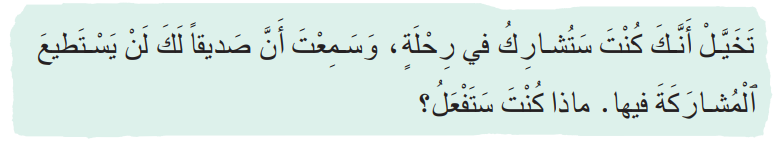 تَخَيَّلْ أَنَّكَ كُنْتَ سَتُشارِكُ في رِحْلَةٍ، وَسَمِعْتَ أَنَّ صَديقاً لَكَ لَنْ يَسْتَطيعَ
ٱلْمُشارَكَةَ فيها. ماذا كُنْتَ سَتَفْعَلُ؟